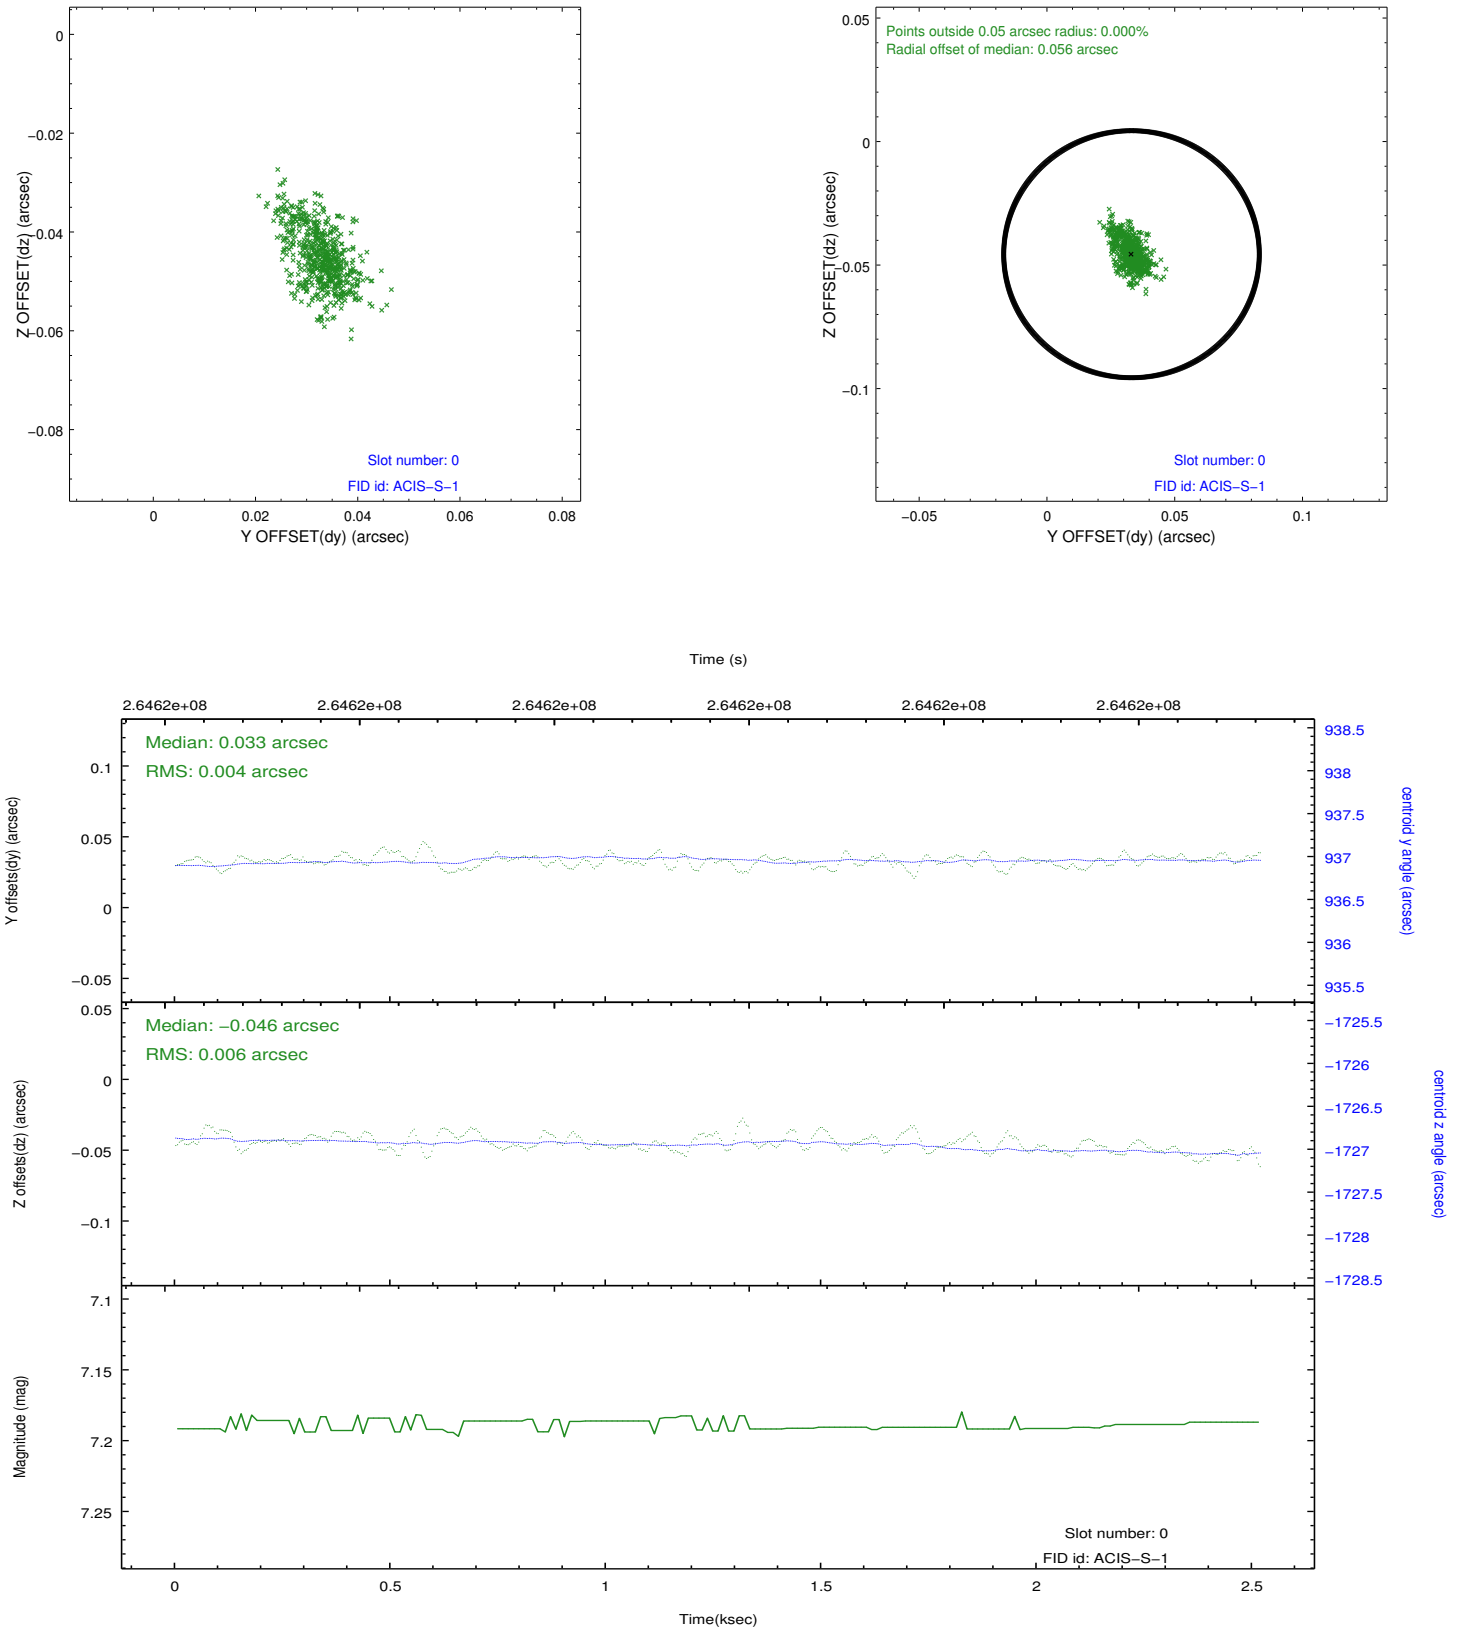 0
−0.02
−0.04
−0.06
−0.08
Z OFFSET(dz) (arcsec)
Slot number: 0
FID id: ACIS−S−1
0 0.02 0.04 0.06 0.08
Y OFFSET(dy) (arcsec)
Points outside 0.05 arcsec radius: 0.000%
Radial offset of median: 0.056 arcsec
0.05
0
−0.05
−0.1
Z OFFSET(dz) (arcsec)
Slot number: 0
FID id: ACIS−S−1
−0.05 0 0.05 0.1
Y OFFSET(dy) (arcsec)
Time (s)
2.6462e+08 2.6462e+08 2.6462e+08 2.6462e+08 2.6462e+08 2.6462e+08
Median: 0.033 arcsec
RMS: 0.004 arcsec
0.1
0.05
0
−0.05
Y offsets(dy) (arcsec)
938.5
938
937.5
937
936.5
936
935.5
centroid y angle (arcsec)
Median: −0.046 arcsec
RMS: 0.006 arcsec
0.05
0
−0.05
−0.1
Z offsets(dz) (arcsec)
−1725.5
−1726
−1726.5
−1727
−1727.5
−1728
−1728.5
centroid z angle (arcsec)
7.1
7.15
7.2
7.25
Magnitude (mag)
Slot number: 0
FID id: ACIS−S−1
0 0.5 1 1.5 2 2.5
Time(ksec)